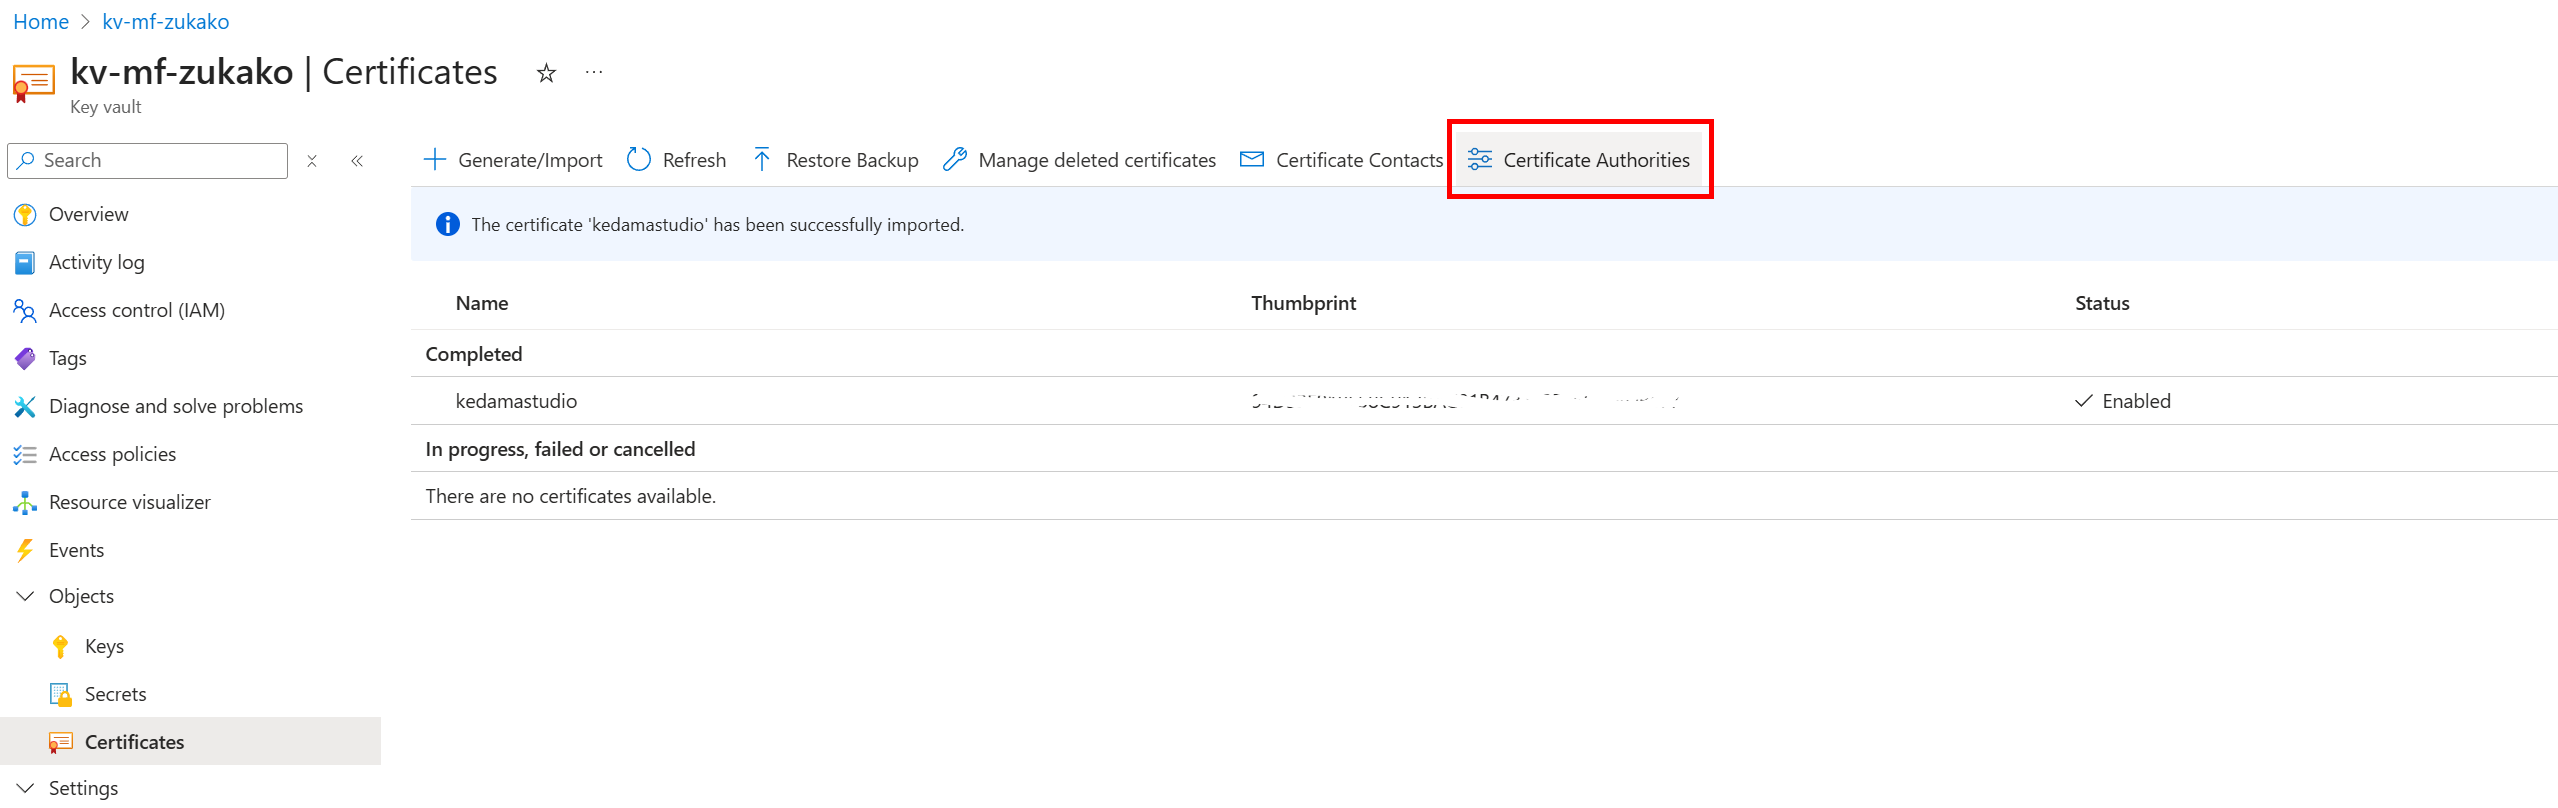 Home > kv-mf-zukako
kv-mf-zukako | Certificates
Key vault
Search
Overview
Activity log
Access control (IAM)
Tags
Diagnose and solve problems
Access policies
Resource visualizer
Events
Objects
Keys
Secrets
Certificates
Settings
Generate/Import Refresh Restore Backup Manage deleted certificates Certificate Contacts Certificate Authorities
The certificate 'kedamastudio' has been successfully imported.
Name Thumbprint Status
Completed
kedamastudio Enabled
In progress, failed or cancelled
There are no certificates available.